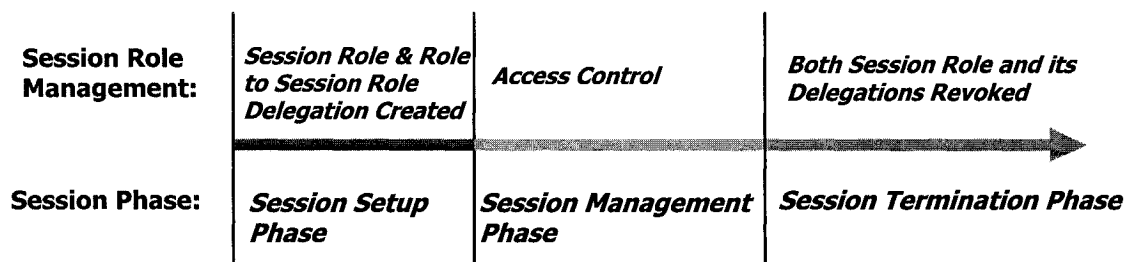 Session Role
Management:
Session Role & Role
to Session Role
Delegation Created
Access Control
Both Session Role and its
Delegations Revoked
Session Phase:
Session Setup
Phase
Session Management
Phase
Session Termination Phase